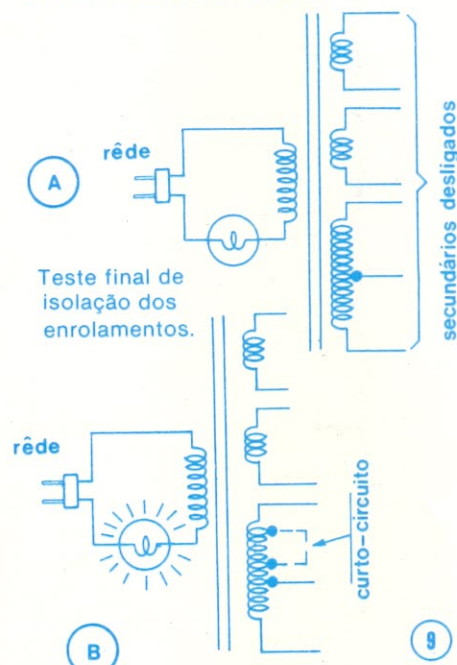 rêde
A
secundários desligados
Teste final de
isolação dos
enrolamentos.
rêde
curto-circuito
B
9